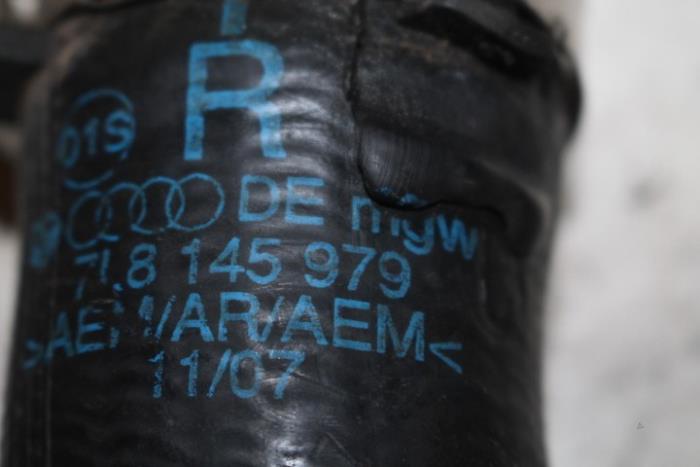 R
01S
DE mgw
7L8 145 979
>AEM/AR/AEM<
11/07